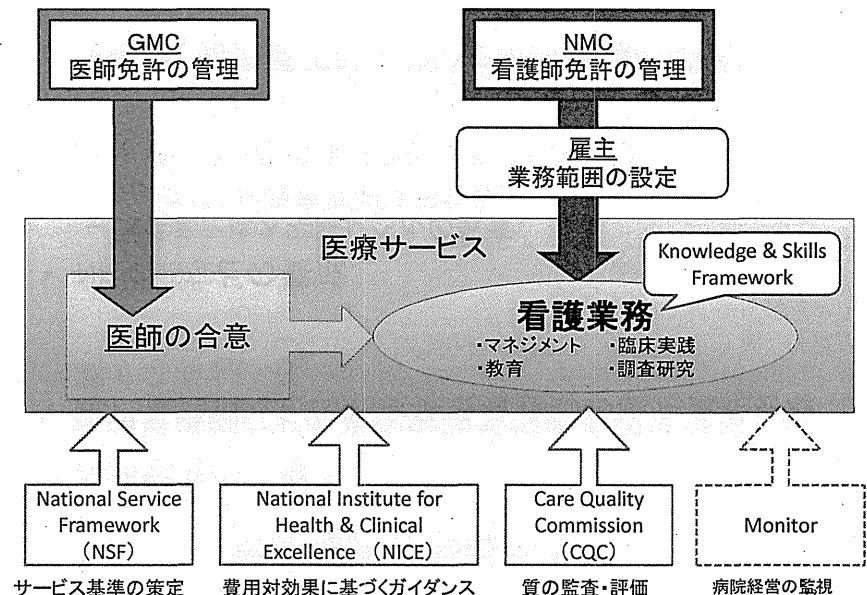 GMC
医師免許の管理
NMC
看護師免許の管理
雇主
業務範囲の設定
医療サービス
Knowledge & Skills
Framework
医師の合意
看護業務
・マネジメント ・臨床実践
・教育 ・調査研究
National Service
Framework
（NSF）
National Institute for
Health & Clinical
Excellence （NICE）
Care Quality
Commission
（CQC）
Monitor
サービス基準の策定
費用対効果に基づくガイダンス
質の監査・評価
病院経営の監視